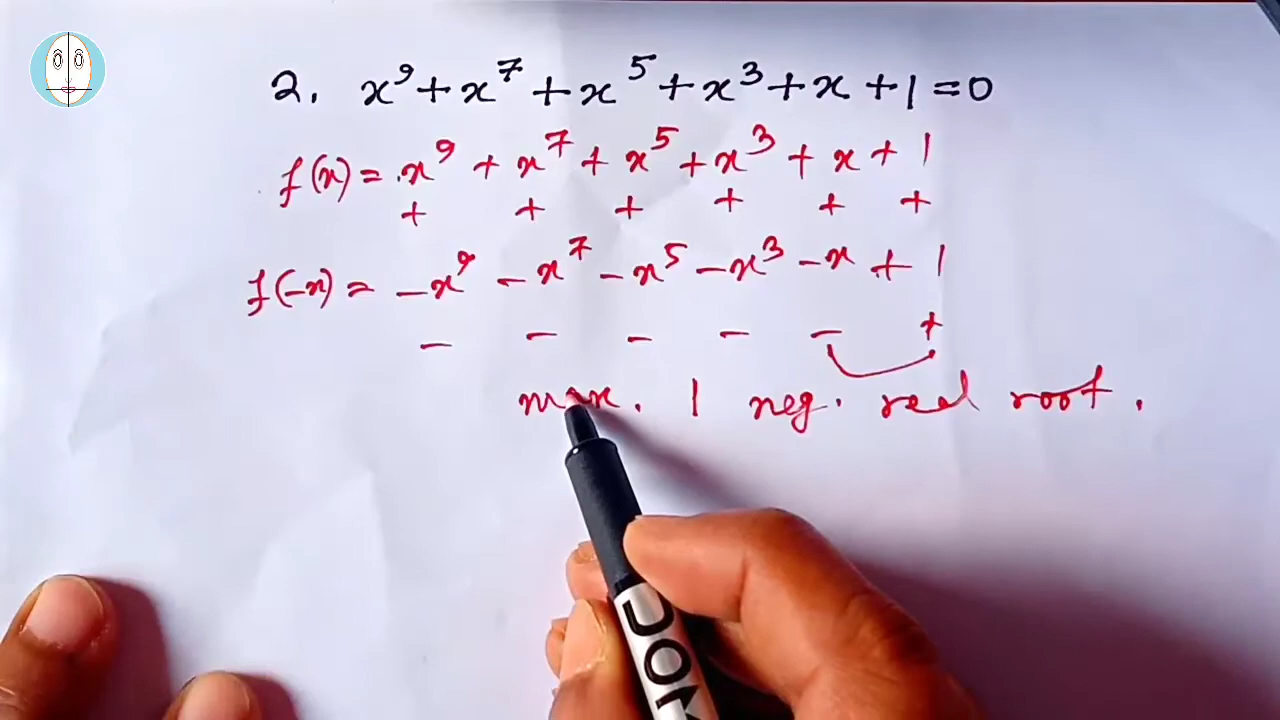 2. x⁹ + x⁷ + x⁵ + x³ + x + 1 = 0
f(x) = x⁹ + x⁷ + x⁵ + x³ + x + 1
+ + + + + +
f(-x) = -x⁹ - x⁷ - x⁵ - x³ - x + 1
- - - - - +
max. 1 neg. real root.
DOM